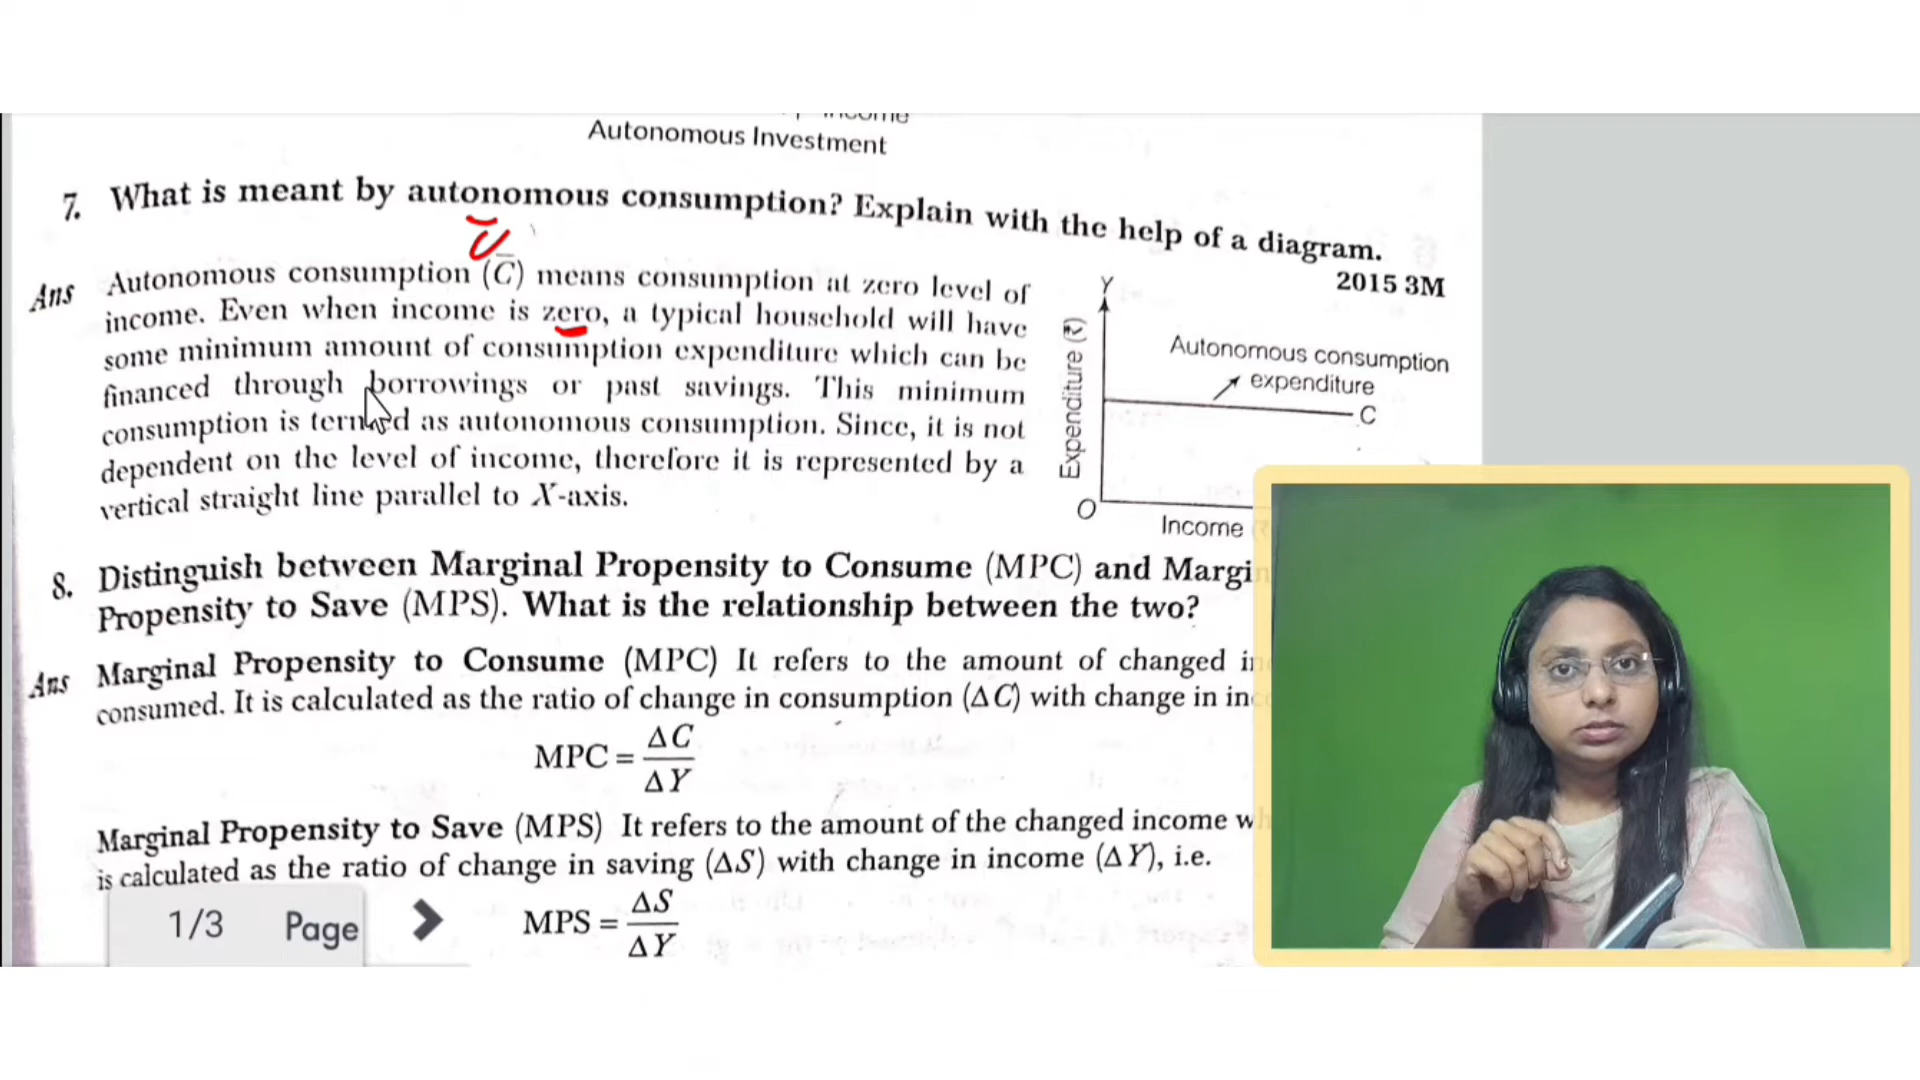 Autonomous Investment
7. What is meant by autonomous consumption? Explain with the help of a diagram.
2015 3M
Ans Autonomous consumption (C̅) means consumption at zero level of
income. Even when income is zero, a typical household will have
some minimum amount of consumption expenditure which can be
financed through borrowings or past savings. This minimum
consumption is termed as autonomous consumption. Since, it is not
dependent on the level of income, therefore it is represented by a
vertical straight line parallel to X-axis.
Y
Expenditure (₹)
Autonomous consumption
expenditure
C
O
Income
8. Distinguish between Marginal Propensity to Consume (MPC) and Margin
Propensity to Save (MPS). What is the relationship between the two?
Ans Marginal Propensity to Consume (MPC) It refers to the amount of changed in
consumed. It is calculated as the ratio of change in consumption (ΔC) with change in in
MPC = ΔC
ΔY
Marginal Propensity to Save (MPS) It refers to the amount of the changed income wh
is calculated as the ratio of change in saving (ΔS) with change in income (ΔY), i.e.
MPS = ΔS
ΔY
1/3 Page